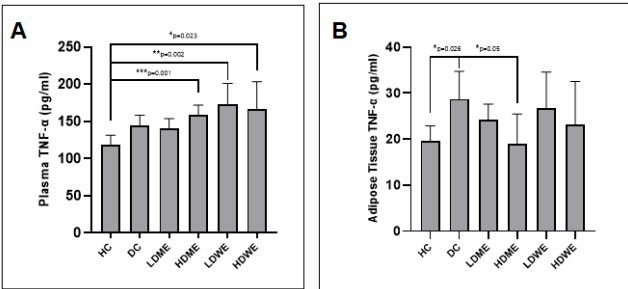 A
*p=0.023
**p=0.002
***p=0.001
Plasma TNF-α (pg/ml)
250
200
150
100
50
0
HC
DC
LDME
HDME
LDWE
HDWE
B
*p=0.026
*p=0.05
Adipose Tissue TNF-α (pg/ml)
40
30
20
10
0
HC
DC
LDME
HDME
LDWE
HDWE